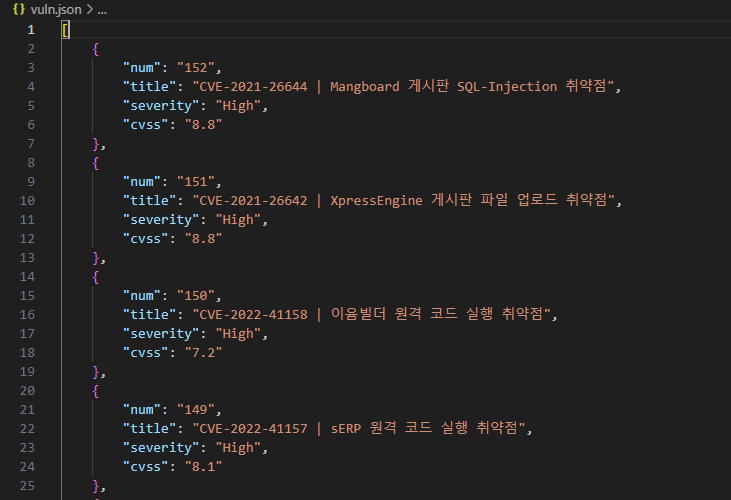 {} vuln.json > ...
1 [
2 {
3 "num": "152",
4 "title": "CVE-2021-26644 | Mangboard 게시판 SQL-Injection 취약점",
5 "severity": "High",
6 "cvss": "8.8"
7 },
8 {
9 "num": "151",
10 "title": "CVE-2021-26642 | XpressEngine 게시판 파일 업로드 취약점",
11 "severity": "High",
12 "cvss": "8.8"
13 },
14 {
15 "num": "150",
16 "title": "CVE-2022-41158 | 이윰빌더 원격 코드 실행 취약점",
17 "severity": "High",
18 "cvss": "7.2"
19 },
20 {
21 "num": "149",
22 "title": "CVE-2022-41157 | sERP 원격 코드 실행 취약점",
23 "severity": "High",
24 "cvss": "8.1"
25 },